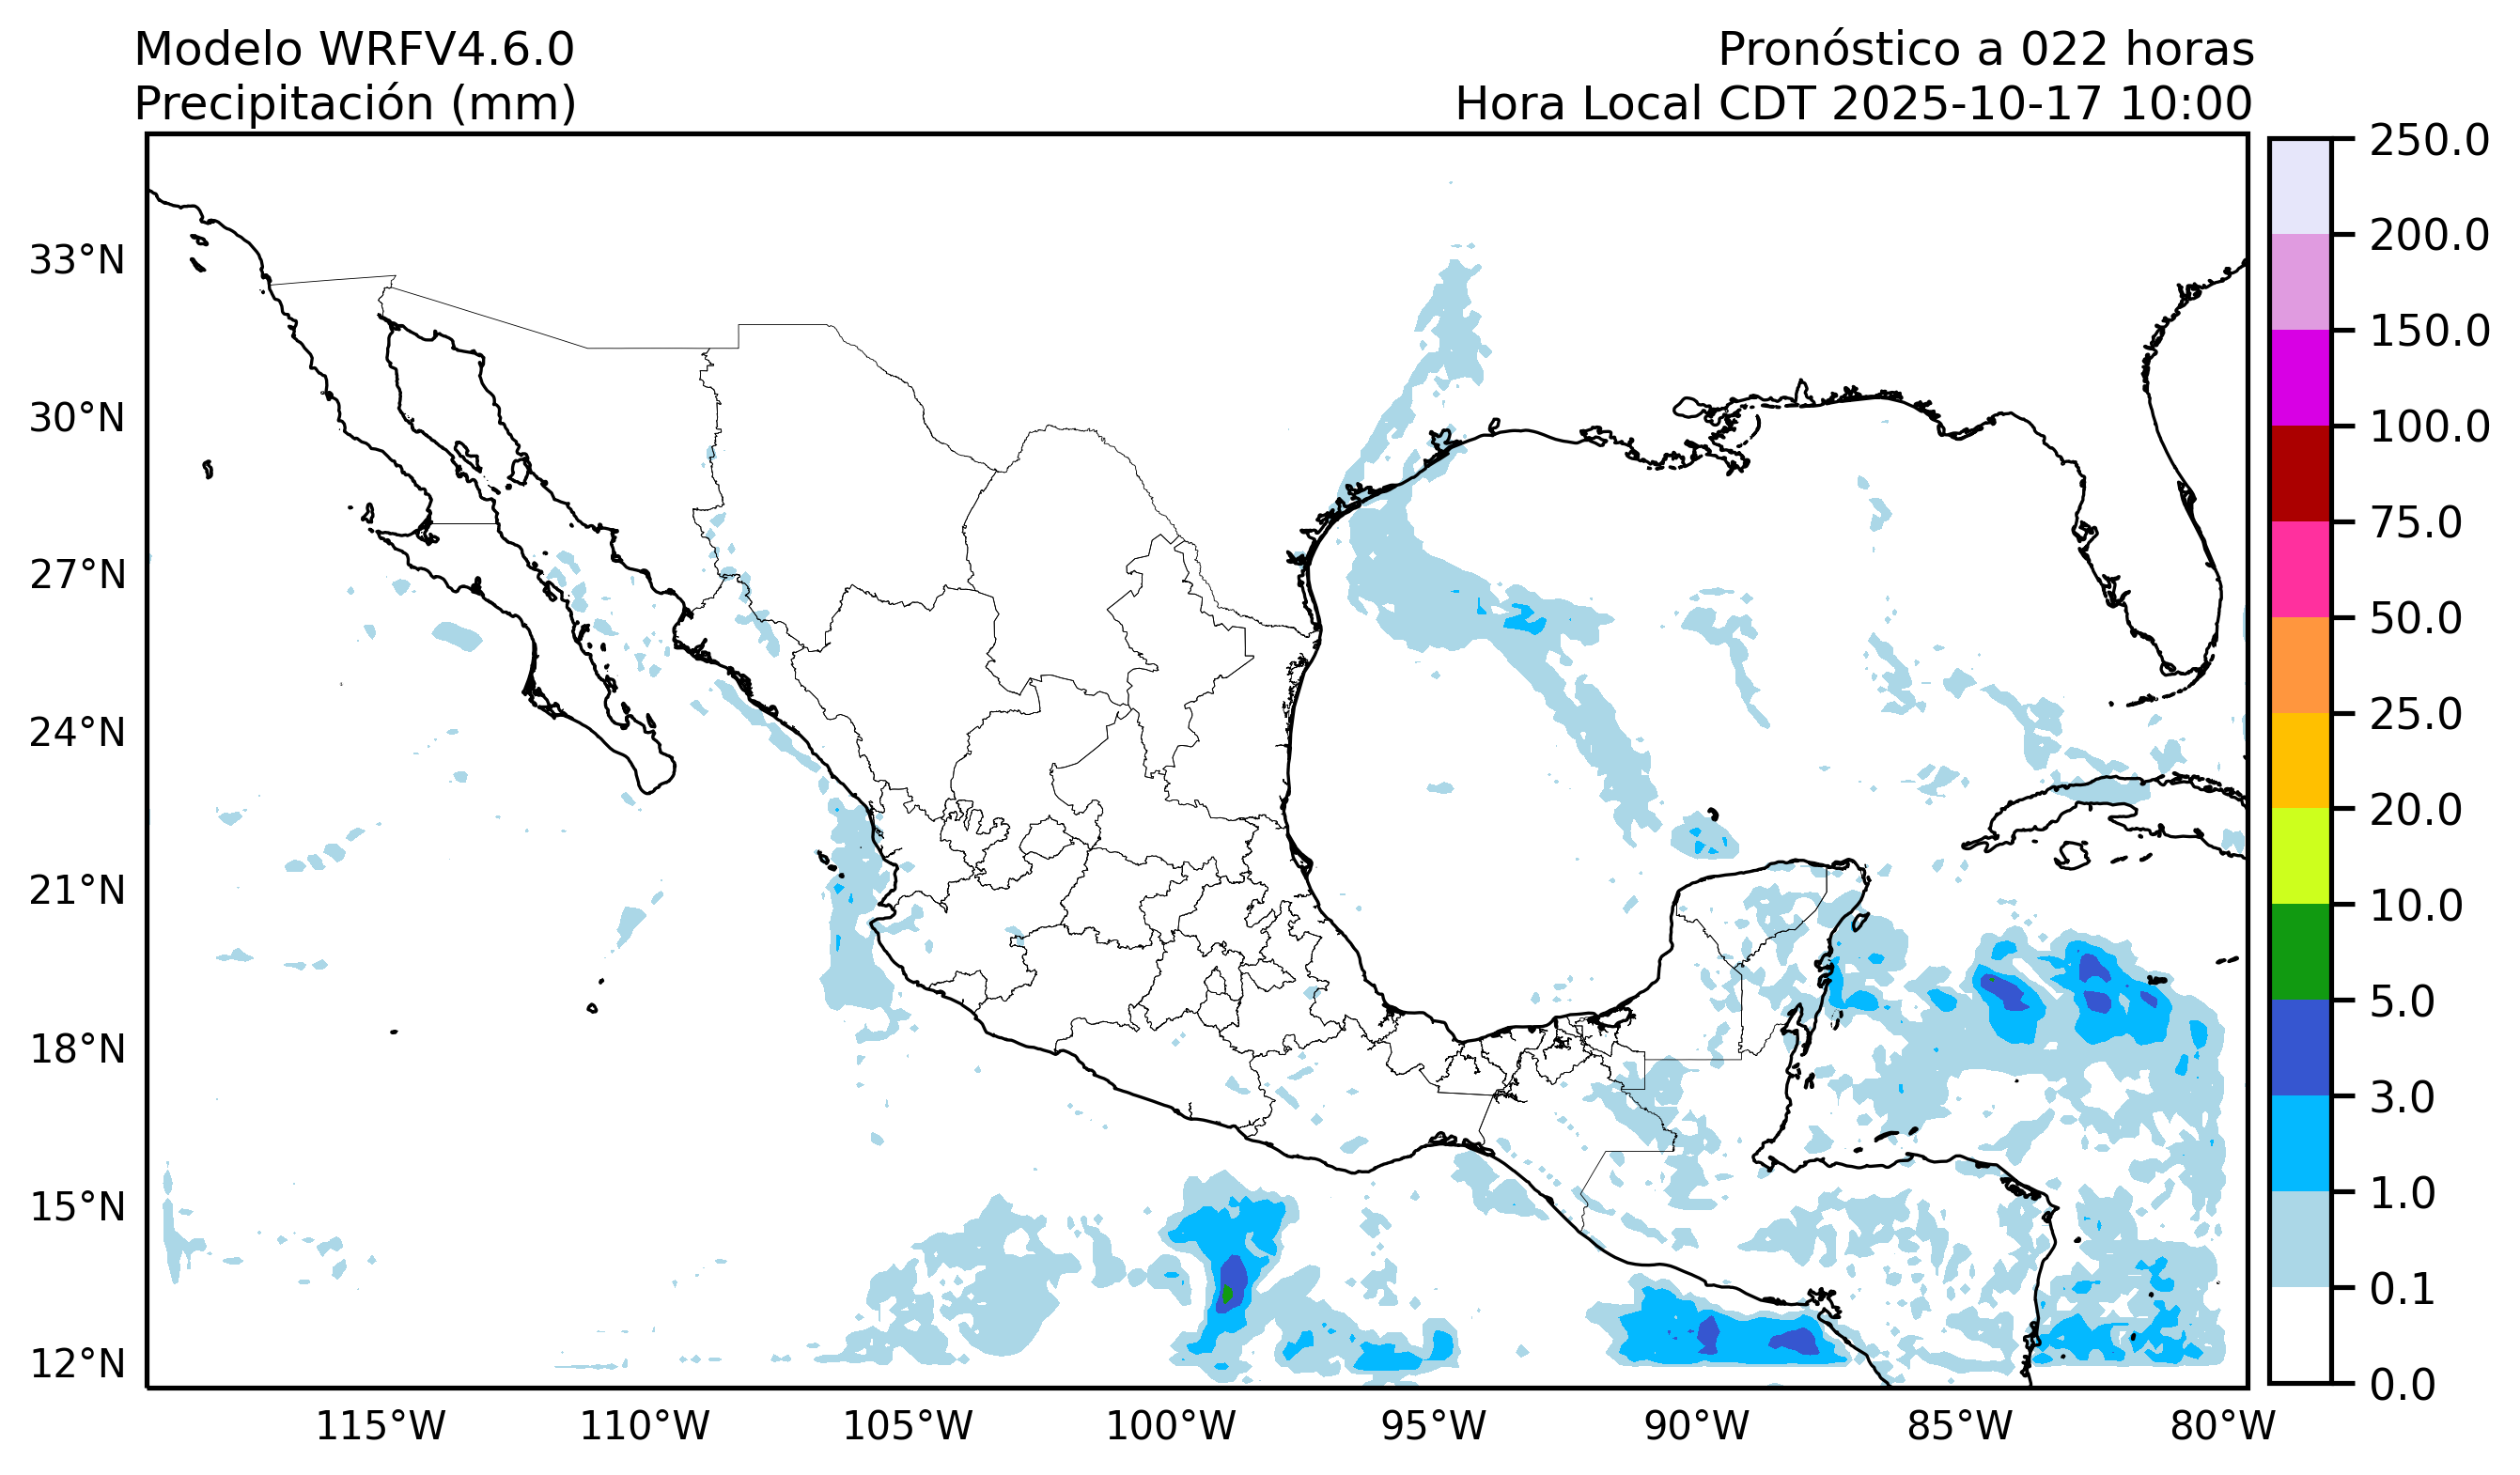 Modelo WRFV4.6.0
Precipitación (mm)
Pronóstico a 022 horas
Hora Local CDT 2025-10-17 10:00
33°N
30°N
27°N
24°N
21°N
18°N
15°N
12°N
115°W
110°W
105°W
100°W
95°W
90°W
85°W
80°W
250.0
200.0
150.0
100.0
75.0
50.0
25.0
20.0
10.0
5.0
3.0
1.0
0.1
0.0